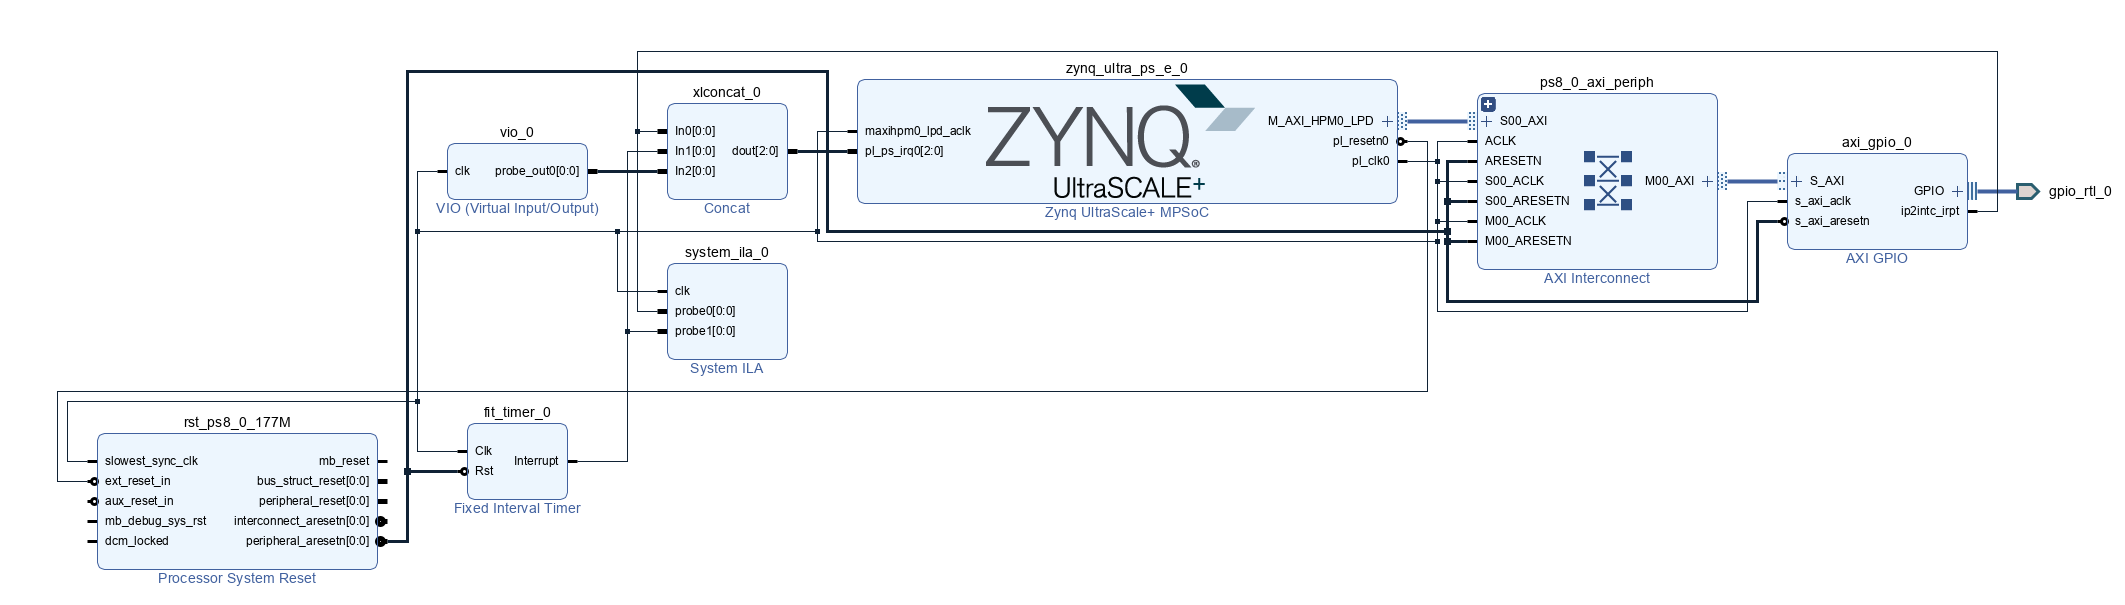 zynq_ultra_ps_e_0
maxihpm0_lpd_aclk
pl_ps_irq0[2:0]
ZYNQ
®
UltraSCALE+
M_AXI_HPM0_LPD
pl_resetn0
pl_clk0
Zynq UltraScale+ MPSoC
ps8_0_axi_periph
S00_AXI
ACLK
ARESETN
S00_ACLK
S00_ARESETN
M00_ACLK
M00_ARESETN
M00_AXI
AXI Interconnect
axi_gpio_0
S_AXI
s_axi_aclk
s_axi_aresetn
GPIO
ip2intc_irpt
AXI GPIO
gpio_rtl_0
xlconcat_0
In0[0:0]
In1[0:0]
In2[0:0]
dout[2:0]
Concat
vio_0
clk
probe_out0[0:0]
VIO (Virtual Input/Output)
system_ila_0
clk
probe0[0:0]
probe1[0:0]
System ILA
fit_timer_0
Clk
Rst
Interrupt
Fixed Interval Timer
rst_ps8_0_177M
slowest_sync_clk
ext_reset_in
aux_reset_in
mb_debug_sys_rst
dcm_locked
mb_reset
bus_struct_reset[0:0]
peripheral_reset[0:0]
interconnect_aresetn[0:0]
peripheral_aresetn[0:0]
Processor System Reset